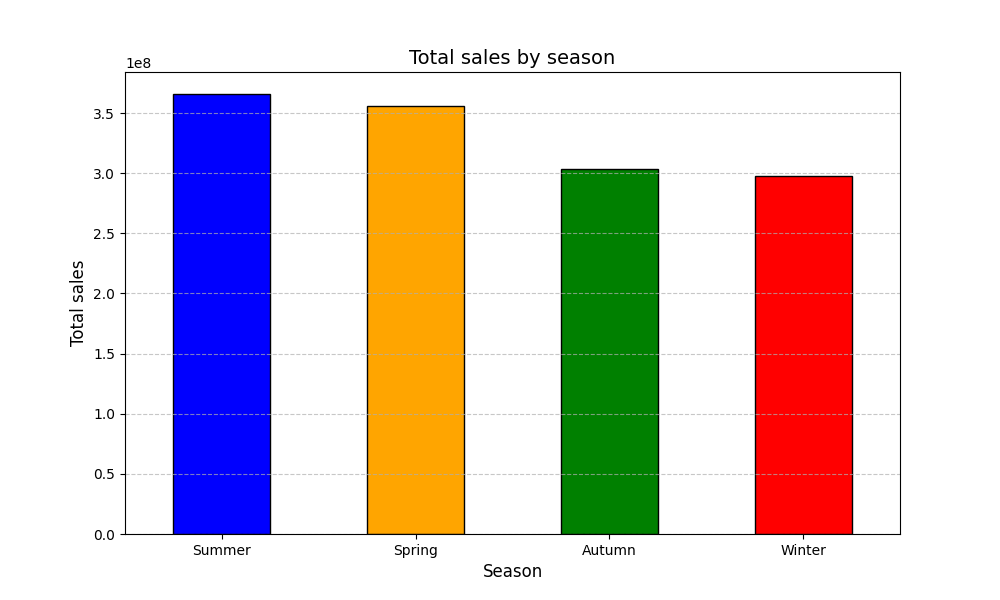 Total sales by season
1e8
3.5
3.0
2.5
2.0
1.5
1.0
0.5
0.0
Total sales
Summer Spring Autumn Winter
Season